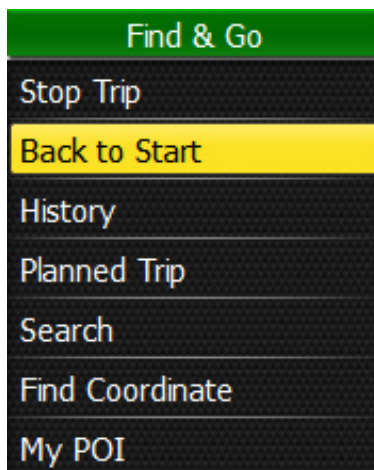 Find & Go
Stop Trip
Back to Start
History
Planned Trip
Search
Find Coordinate
My POI